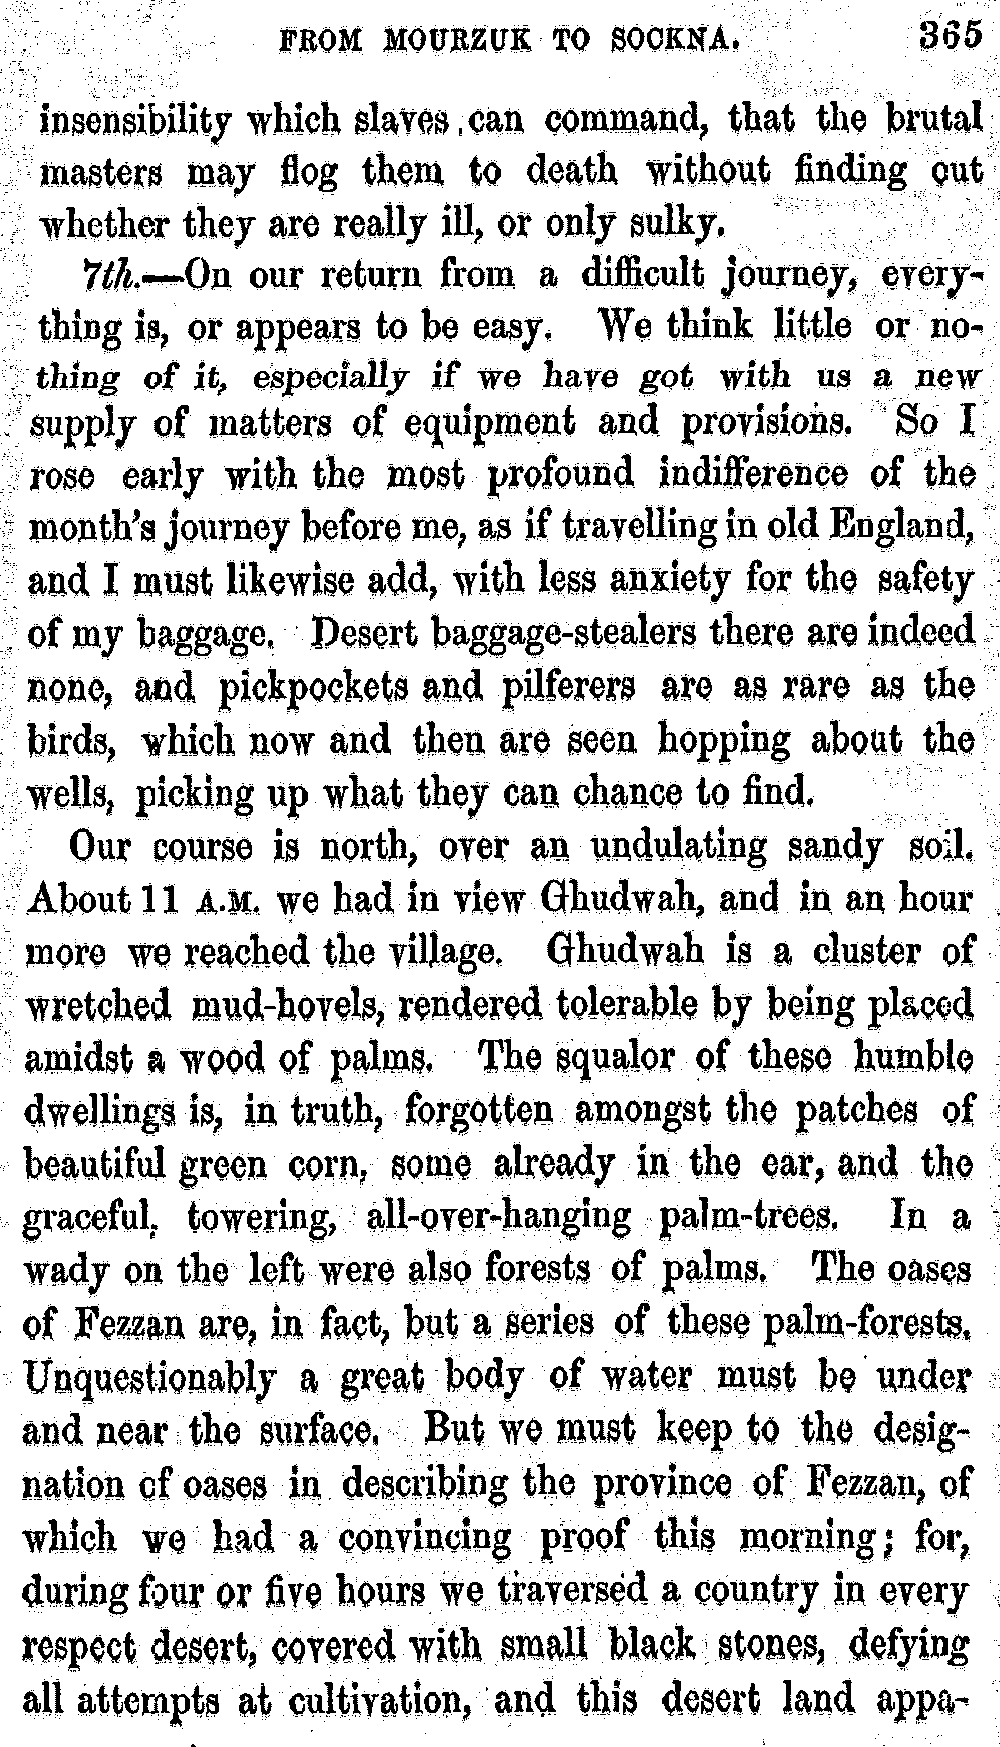 FROM MOURZUK TO SOCKNA. 365
insensibility which slaves can command, that the brutal
masters may flog them to death without finding out
whether they are really ill, or only sulky.
7th.—On our return from a difficult journey, every-
thing is, or appears to be easy. We think little or no-
thing of it, especially if we have got with us a new
supply of matters of equipment and provisions. So I
rose early with the most profound indifference of the
month's journey before me, as if travelling in old England,
and I must likewise add, with less anxiety for the safety
of my baggage. Desert baggage-stealers there are indeed
none, and pickpockets and pilferers are as rare as the
birds, which now and then are seen hopping about the
wells, picking up what they can chance to find.
Our course is north, over an undulating sandy soil.
About 11 A.M. we had in view Ghudwah, and in an hour
more we reached the village. Ghudwah is a cluster of
wretched mud-hovels, rendered tolerable by being placed
amidst a wood of palms. The squalor of these humble
dwellings is, in truth, forgotten amongst the patches of
beautiful green corn, some already in the ear, and the
graceful, towering, all-over-hanging palm-trees. In a
wady on the left were also forests of palms. The oases
of Fezzan are, in fact, but a series of these palm-forests.
Unquestionably a great body of water must be under
and near the surface. But we must keep to the desig-
nation of oases in describing the province of Fezzan, of
which we had a convincing proof this morning; for,
during four or five hours we traversed a country in every
respect desert, covered with small black stones, defying
all attempts at cultivation, and this desert land appa-